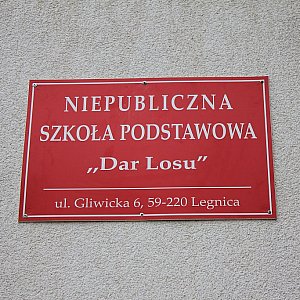 NIEPUBLICZNA
SZKOŁA PODSTAWOWA
„Dar Losu”
ul. Gliwicka 6, 59-220 Legnica